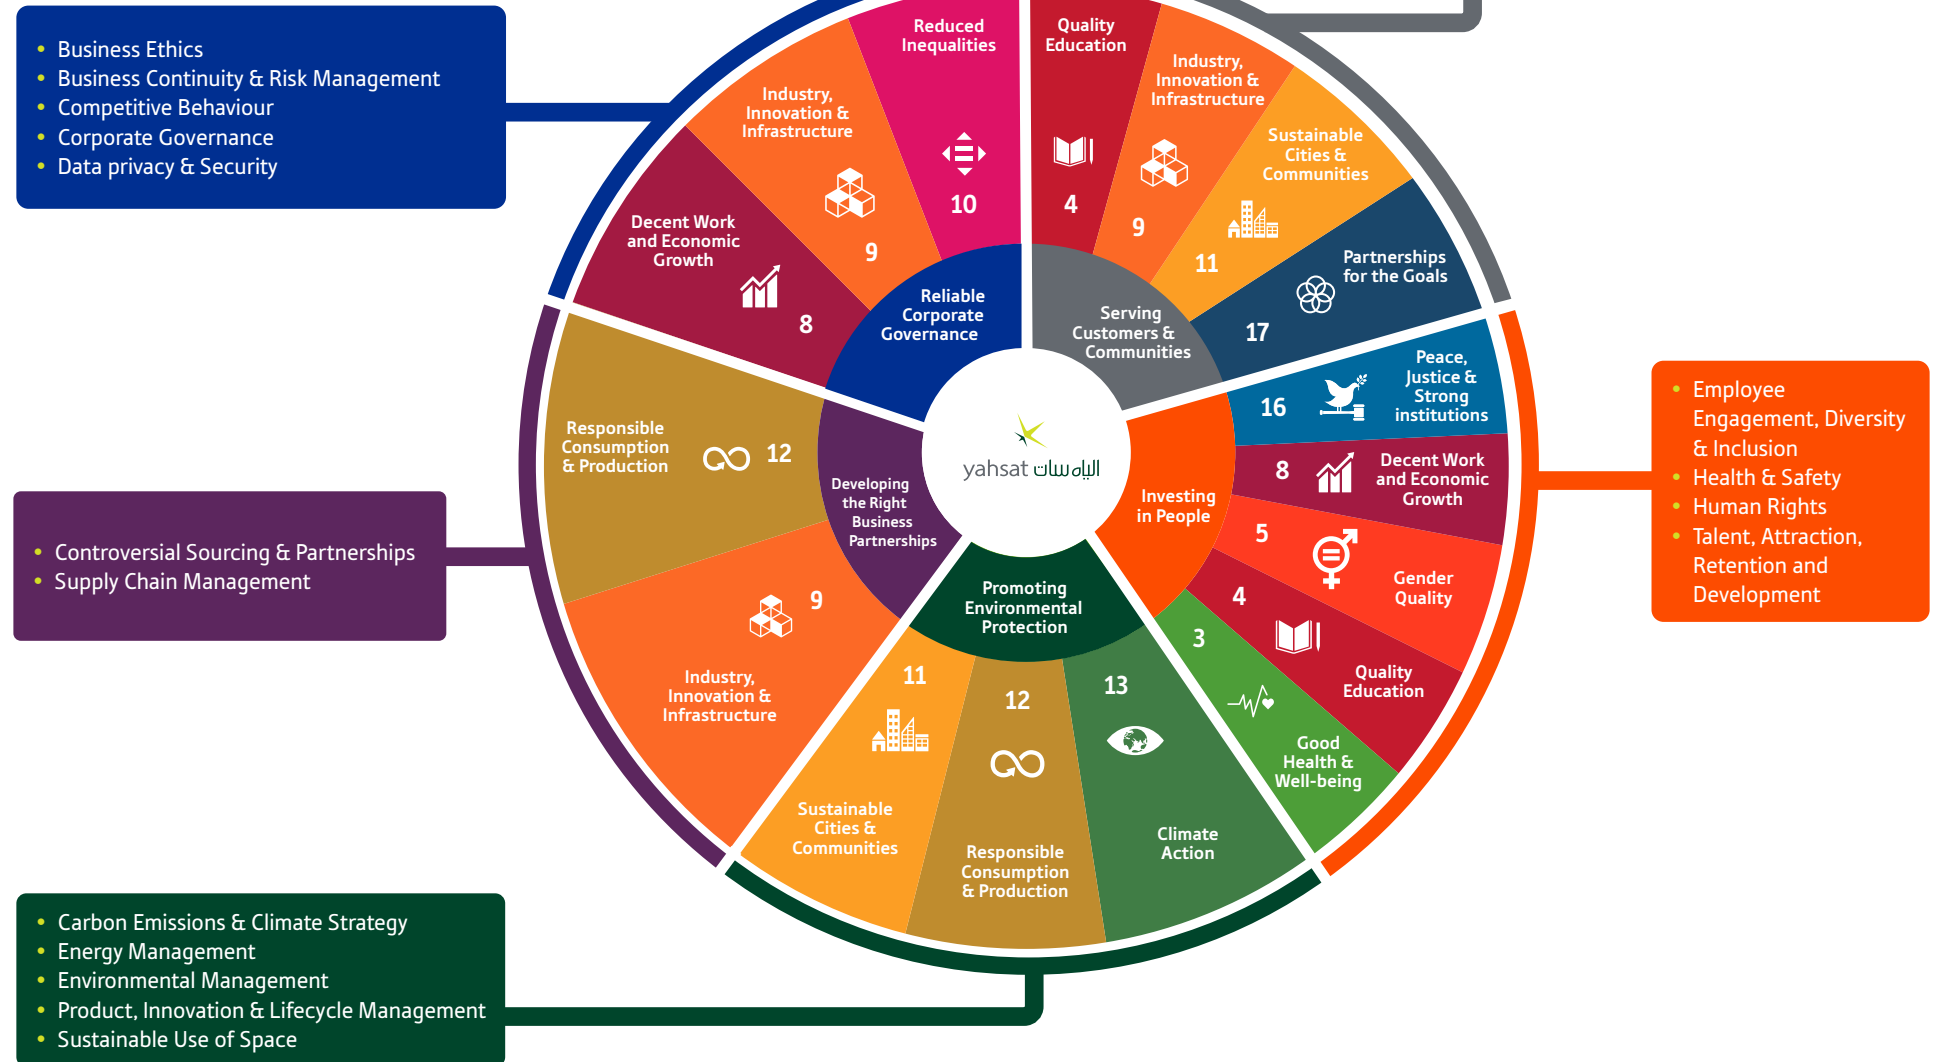 Business Ethics
Business Continuity & Risk Management
Competitive Behaviour
Corporate Governance
Data privacy & Security
Reduced
Inequalities
10
Quality
Education
4
Industry,
Innovation &
Infrastructure
9
Industry,
Innovation &
Infrastructure
9
Sustainable
Cities &
Communities
11
Decent Work
and Economic
Growth
8
Partnerships
for the Goals
17
Reliable
Corporate
Governance
Serving
Customers &
Communities
Peace,
Justice &
Strong
institutions
16
Employee
Engagement, Diversity
& Inclusion
Health & Safety
Human Rights
Talent, Attraction,
Retention and
Development
Responsible
Consumption
& Production
12
yahsat الياه سات
8
Decent Work
and Economic
Growth
Developing
the Right
Business
Partnerships
Investing
in People
5
Gender
Quality
Controversial Sourcing & Partnerships
Supply Chain Management
9
Industry,
Innovation &
Infrastructure
Promoting
Environmental
Protection
4
Quality
Education
3
Good
Health &
Well-being
11
Sustainable
Cities &
Communities
12
Responsible
Consumption
& Production
13
Climate
Action
Carbon Emissions & Climate Strategy
Energy Management
Environmental Management
Product, Innovation & Lifecycle Management
Sustainable Use of Space